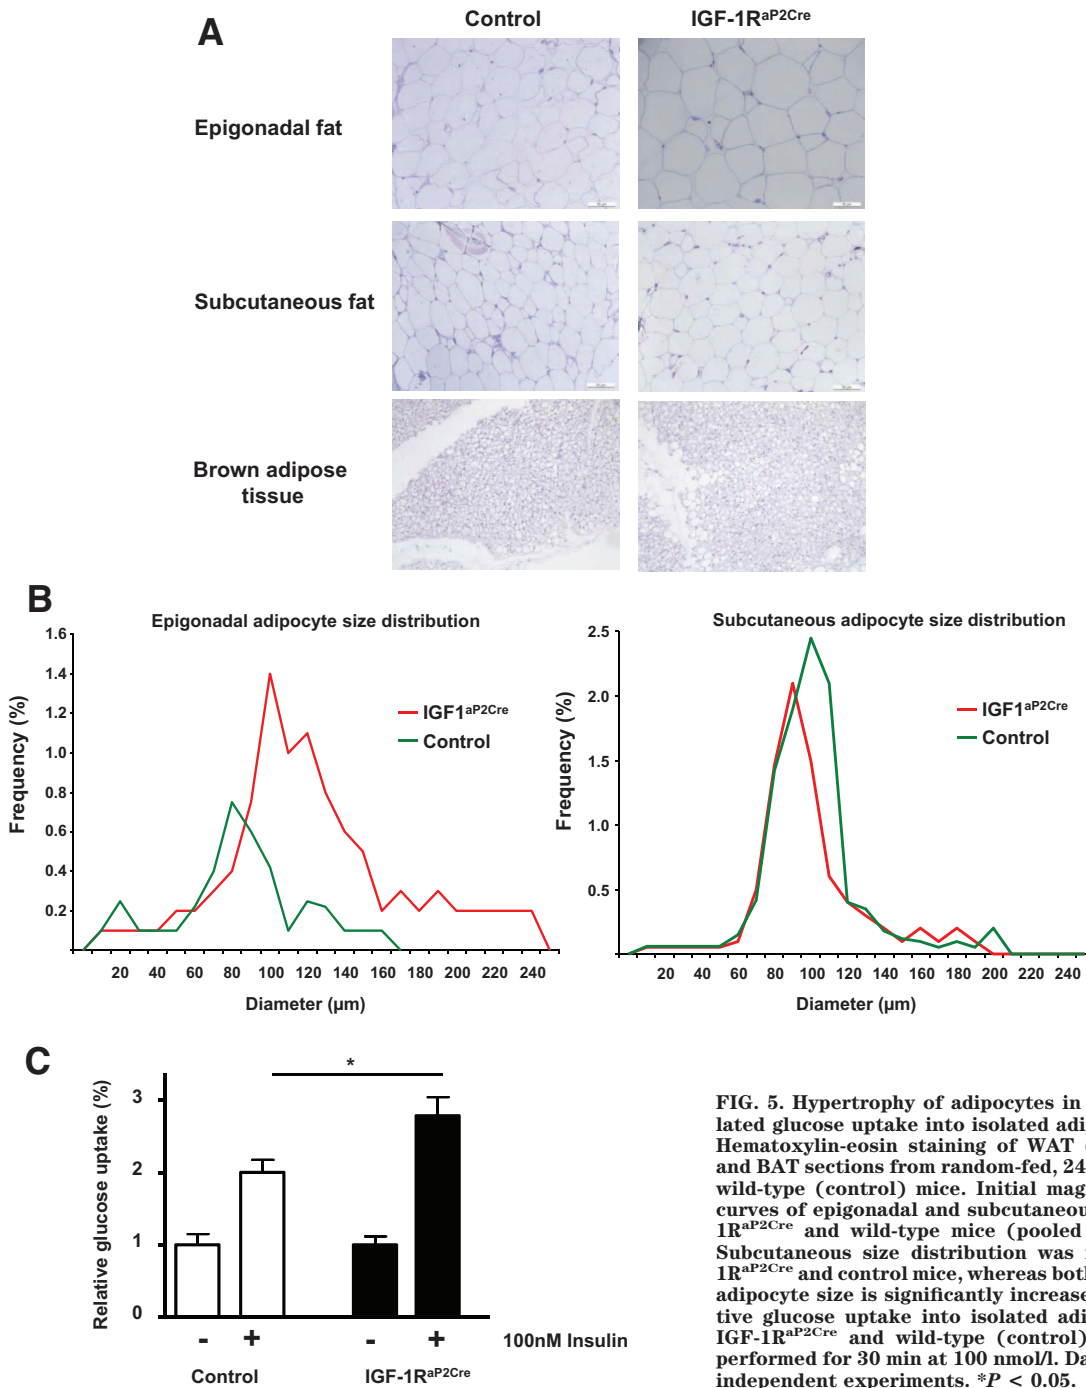 A
Control
IGF-1RaP2Cre
Epigonadal fat
Subcutaneous fat
Brown adipose
tissue
B
Epigonadal adipocyte size distribution
1.6
1.4
1.2
1.0
0.8
0.6
0.4
0.2
Frequency (%)
IGF1aP2Cre
Control
20 40 60 80 100 120 140 160 180 200 220 240
Diameter (µm)
Subcutaneous adipocyte size distribution
2.5
2.0
1.5
1.0
0.5
Frequency (%)
IGF1aP2Cre
Control
20 40 60 80 100 120 140 160 180 200 220 240
Diameter (µm)
C
Relative glucose uptake (%)
3
2
1
0
*
- + - + 100nM Insulin
Control IGF-1RaP2Cre
FIG. 5. Hypertrophy of adipocytes in
lated glucose uptake into isolated adip
Hematoxylin-eosin staining of WAT
and BAT sections from random-fed, 24
wild-type (control) mice. Initial mag
curves of epigonadal and subcutaneou
1RaP2Cre and wild-type mice (pooled
Subcutaneous size distribution was
1RaP2Cre and control mice, whereas both
adipocyte size is significantly increase
tive glucose uptake into isolated adi
IGF-1RaP2Cre and wild-type (control)
performed for 30 min at 100 nmol/l. Da
independent experiments. *P < 0.05.